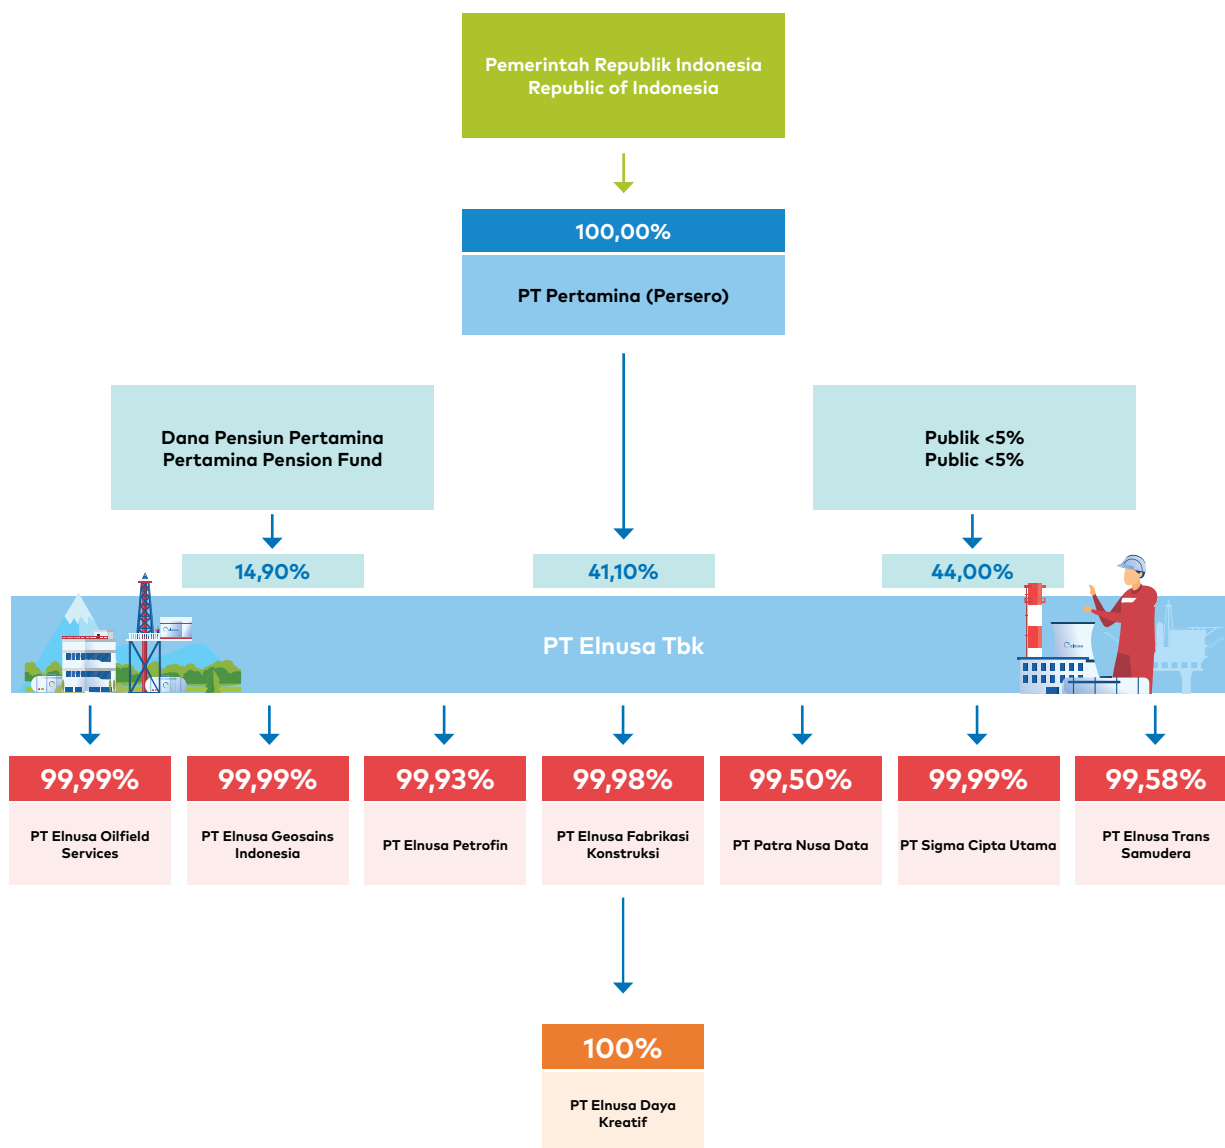 Pemerintah Republik Indonesia
Republic of Indonesia
100,00%
PT Pertamina (Persero)
Dana Pensiun Pertamina
Pertamina Pension Fund
Publik <5%
Public <5%
14,90%
41,10%
44,00%
PT Elnusa Tbk
elnusa
elnusa
99,99%
99,99%
99,93%
99,98%
99,50%
99,99%
99,58%
PT Elnusa Oilfield
Services
PT Elnusa Geosains
Indonesia
PT Elnusa Petrofin
PT Elnusa Fabrikasi
Konstruksi
PT Patra Nusa Data
PT Sigma Cipta Utama
PT Elnusa Trans
Samudera
100%
PT Elnusa Daya
Kreatif